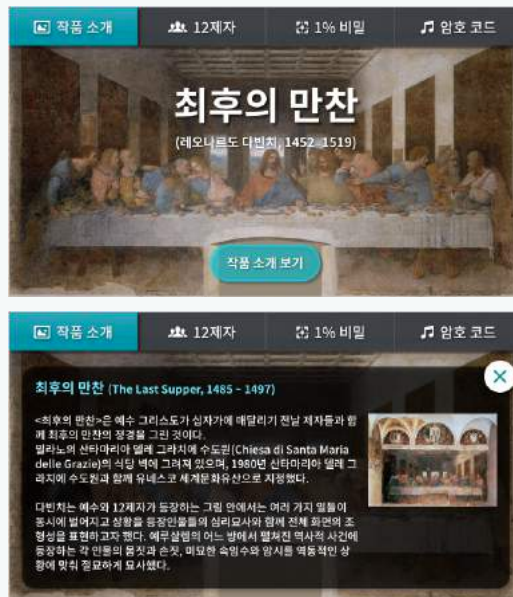 작품 소개
12제자
1% 비밀
암호 코드
최후의 만찬
(레오나르도 다빈치, 1452-1519)
작품 소개 보기
작품 소개
12제자
1% 비밀
암호 코드
최후의 만찬 (The Last Supper, 1485 - 1497)
<최후의 만찬>은 예수 그리스도가 십자가에 매달리기 전날 제자들과 함
께 최후의 만찬의 정경을 그린 것이다.
밀라노의 산타마리아 델레 그라치에 수도원(Chiesa di Santa Maria
delle Grazie)의 식당 벽에 그려져 있으며, 1980년 산타마리아 델레 그
라치에 수도원과 함께 유네스코 세계문화유산으로 지정했다.
다빈치는 예수와 12제자가 등장하는 그림 안에서는 여러 가지 일들이
동시에 벌어지고 상황을 등장인물들의 심리묘사와 함께 전체 화면의 조
형성을 표현하고자 했다. 예루살렘의 어느 방에서 펼쳐진 역사적 사건에
등장하는 각 인물의 몸짓과 손짓, 미묘한 속임수와 암시를 역동적인 상
황에 맞춰 절묘하게 묘사했다.